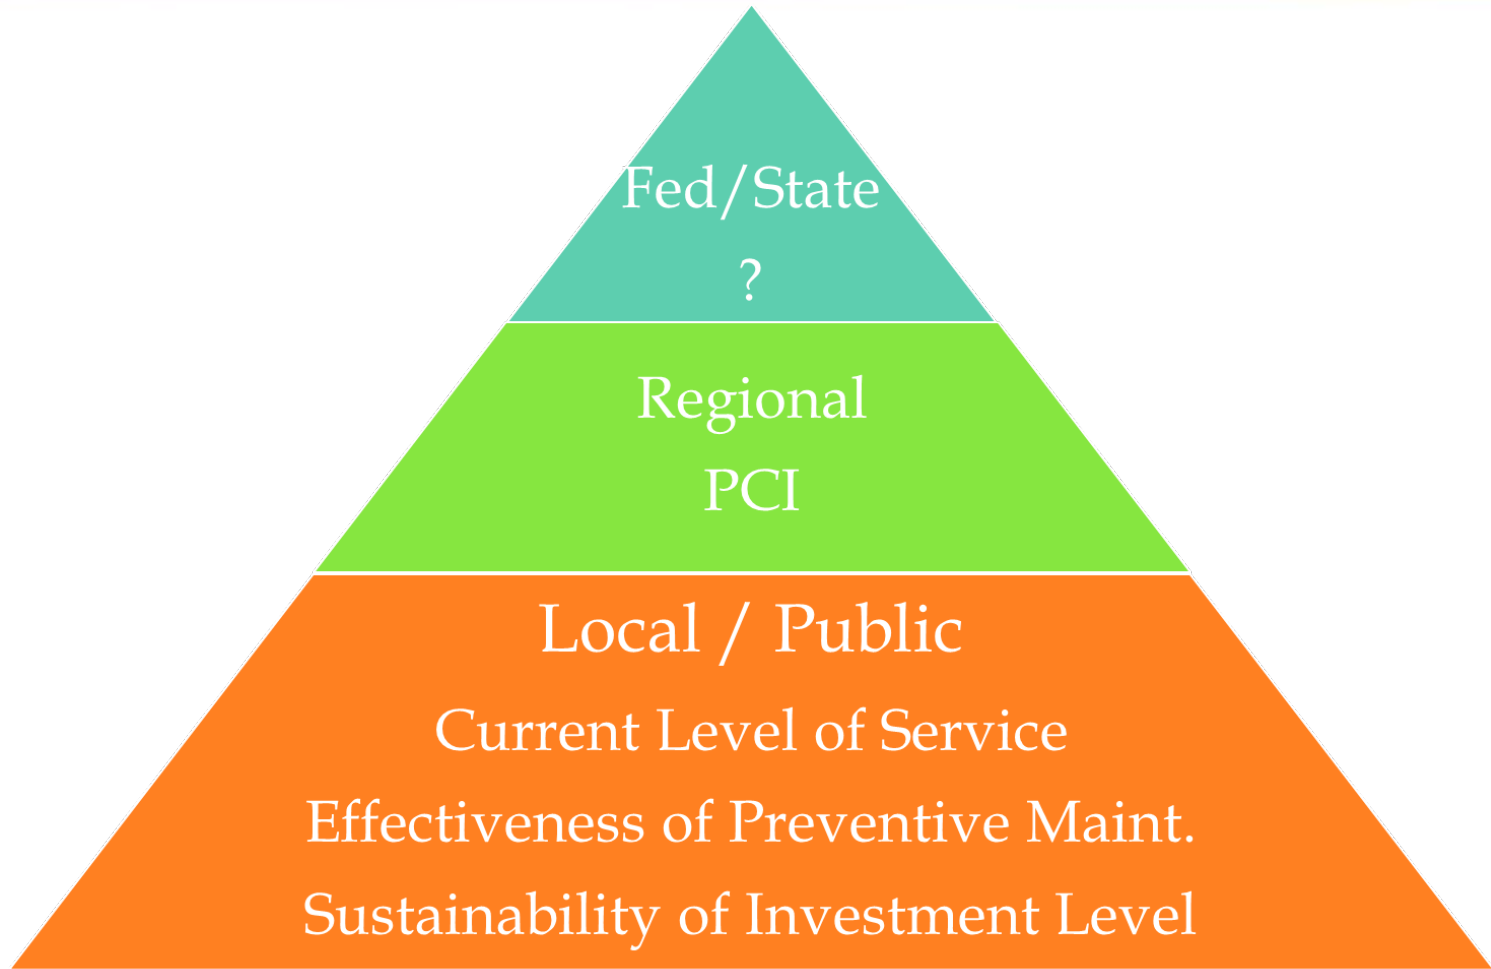 Fed/State
?
Regional
PCI
Local / Public
Current Level of Service
Effectiveness of Preventive Maint.
Sustainability of Investment Level